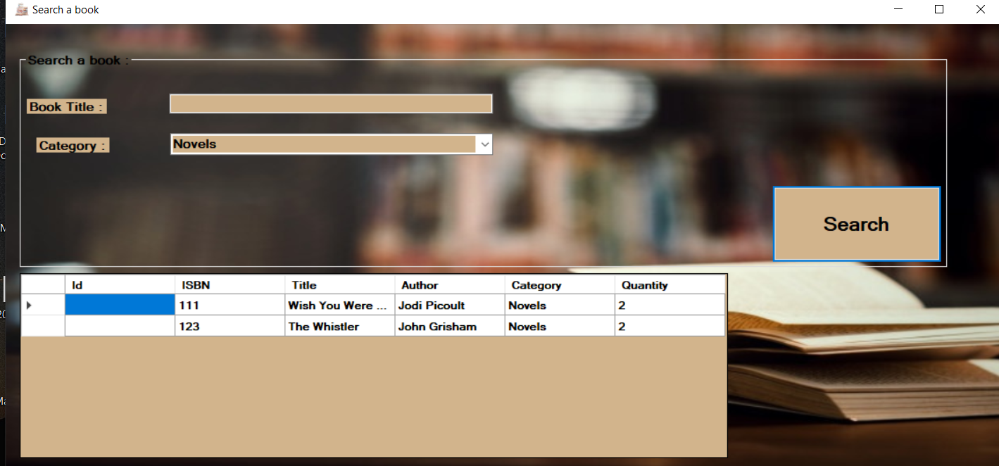 Search a book
Search a book :
Book Title :
Category :
Novels
Search
Id ISBN Title Author Category Quantity
111 Wish You Were ... Jodi Picoult Novels 2
123 The Whistler John Grisham Novels 2